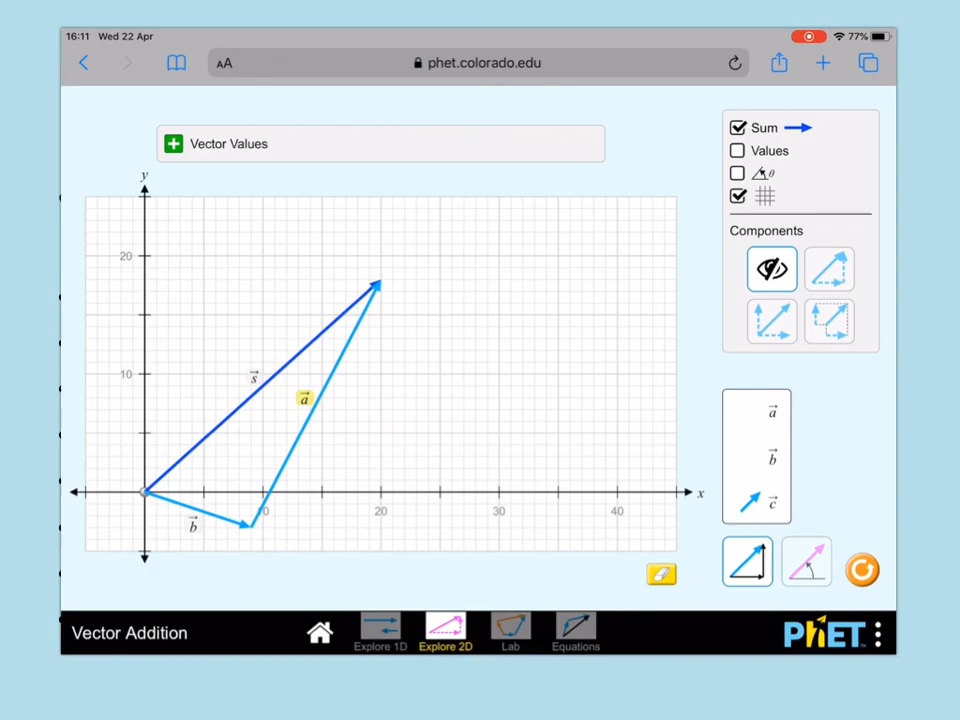 16:11 Wed 22 Apr
77%
AA
phet.colorado.edu
Vector Values
Sum
Values
θ
Components
y
20
10
s
a
b
10
20
30
40
x
a
b
c
Vector Addition
Explore 1D
Explore 2D
Lab
Equations
PhET